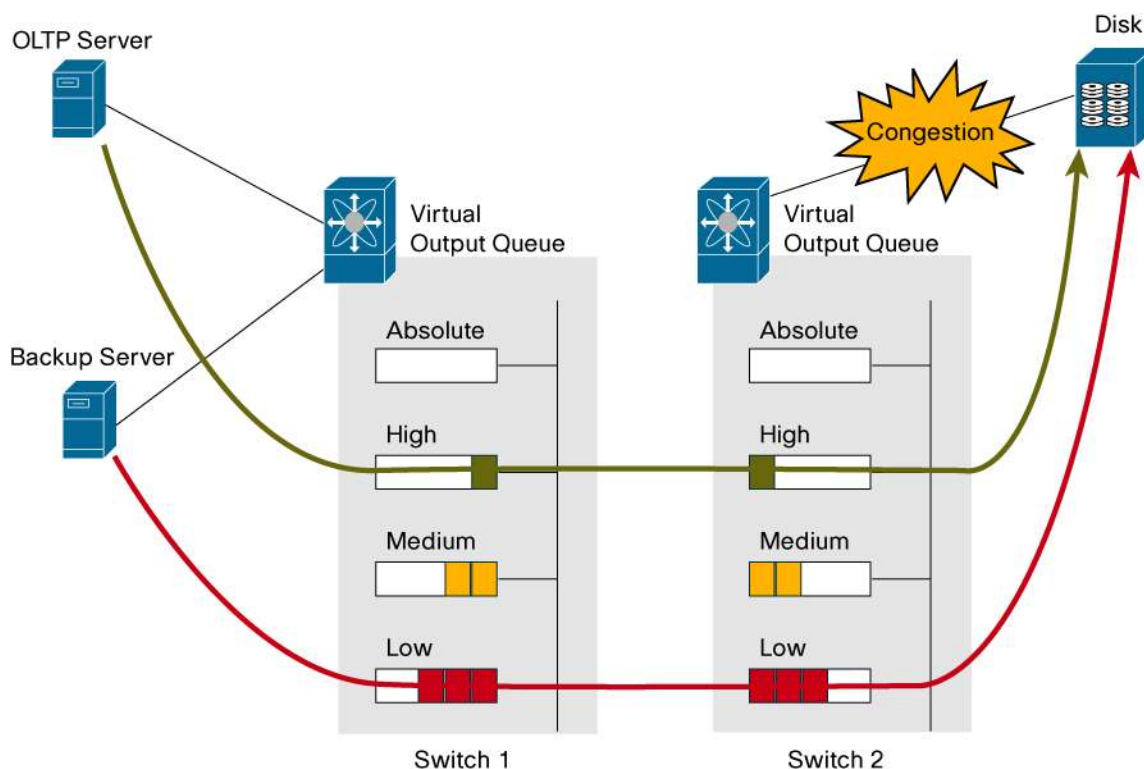 OLTP Server
Disk
Congestion
Virtual
Output Queue
Virtual
Output Queue
Backup Server
Absolute
Absolute
High
High
Medium
Medium
Low
Low
Switch 1
Switch 2